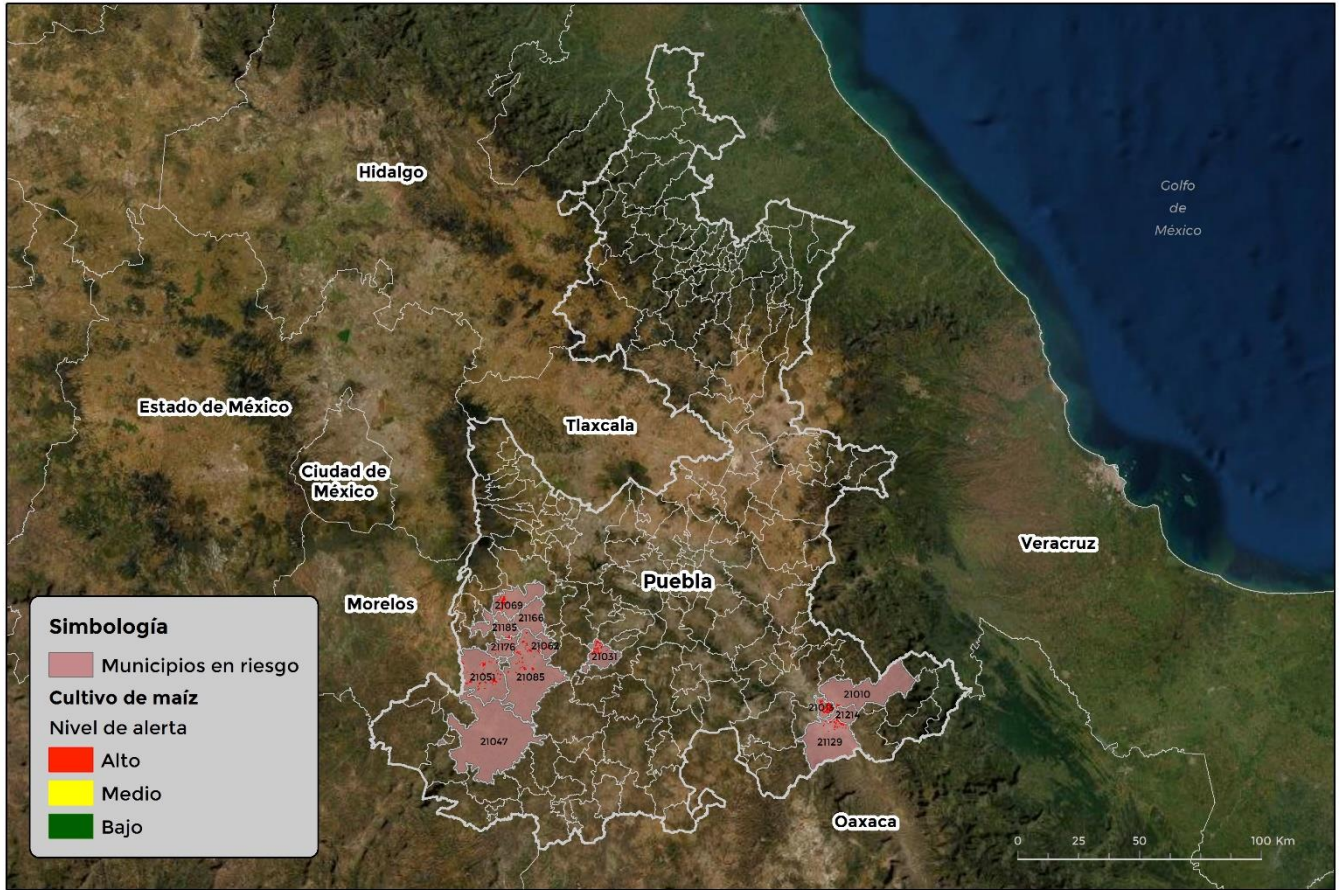 Hidalgo
Golfo
de
México
Estado de México
Tlaxcala
Ciudad de
México
Veracruz
Puebla
Morelos
21069
21166
21185
21176
21062
21031
21051
21085
21010
21214
21047
21129
Oaxaca
0 25 50 100 Km
Simbología
Municipios en riesgo
Cultivo de maíz
Nivel de alerta
Alto
Medio
Bajo